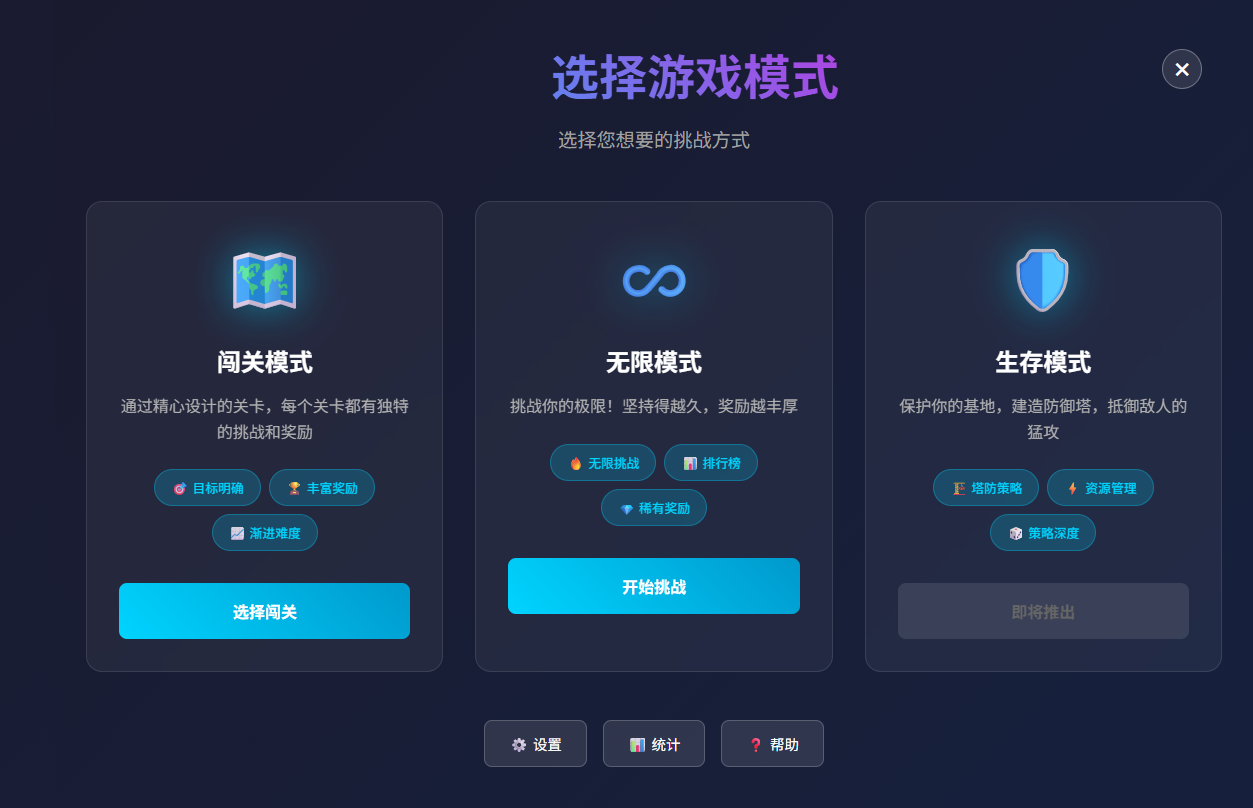 选择游戏模式
选择您想要的挑战方式
闯关模式
通过精心设计的关卡，每个关卡都有独特
的挑战和奖励
目标明确
丰富奖励
渐进难度
选择闯关
无限模式
挑战你的极限！坚持得越久，奖励越丰厚
无限挑战
排行榜
稀有奖励
开始挑战
生存模式
保护你的基地，建造防御塔，抵御敌人的
猛攻
塔防策略
资源管理
策略深度
即将推出
设置
统计
帮助